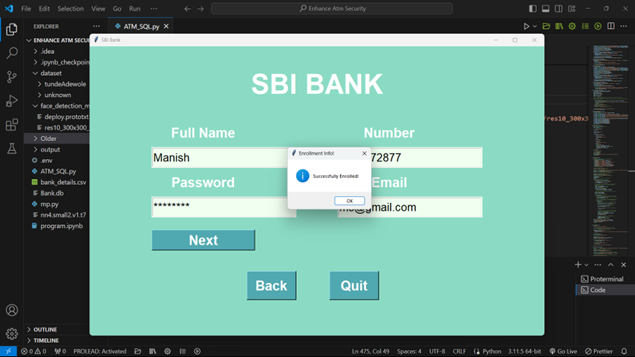 File Edit Selection View Go Run ...
Enhance Atm Security
EXPLORER
ATM_SQL.py
ENHANCE ATM SECUR
.idea
.ipynb_checkpoin
dataset
tundeAdewole
unknown
face_detection_m
deploy.prototxt
res10_300x300_
Older
output
.env
ATM_SQL.py
bank_details.csv
Bank.db
mp.py
nn4.small2.v1.t7
program.ipynb
OUTLINE
TIMELINE
SBI Bank
SBI BANK
Full Name
Number
Manish
72877
Password
Email
********
@gmail.com
Next
Back
Quit
Enrollment Info!
Successfully Enrolled!
OK
/res10_300x3
Proterminal
Code
0 0 0 PROLEAD: Activated
Ln 475, Col 49 Spaces: 4 UTF-8 CRLF Python 3.11.5 64-bit Go Live Prettier